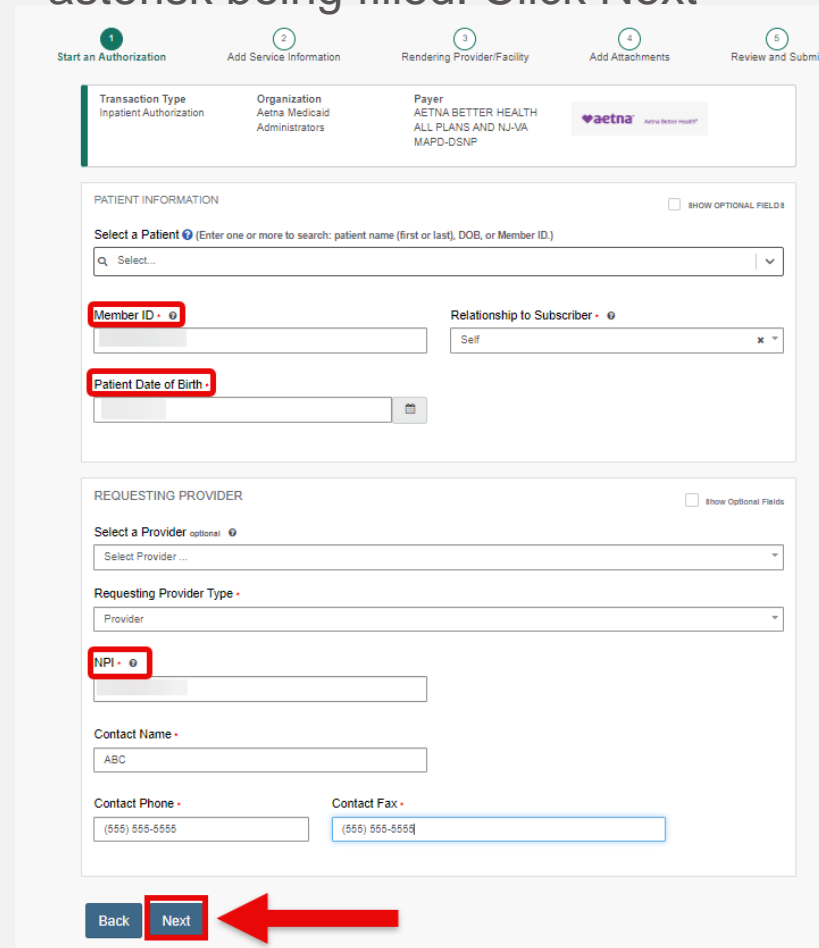 asterisk being filled. Click Next
1 2 3 4 5
Start an Authorization Add Service Information Rendering Provider/Facility Add Attachments Review and Submi
Transaction Type Organization Payer
Inpatient Authorization Aetna Medicaid AETNA BETTER HEALTH
Administrators ALL PLANS AND NJ-VA
MAPD-DSNP
♥aetna™ Aetna Better Health®
PATIENT INFORMATION SHOW OPTIONAL FIELDS
Select a Patient (Enter one or more to search: patient name (first or last), DOB, or Member ID.)
Select...
Member ID * Relationship to Subscriber *
Self x
Patient Date of Birth *
REQUESTING PROVIDER Show Optional Fields
Select a Provider optional
Select Provider ...
Requesting Provider Type *
Provider
NPI *
Contact Name *
ABC
Contact Phone * Contact Fax *
(555) 555-5555 (555) 555-5555
Back Next